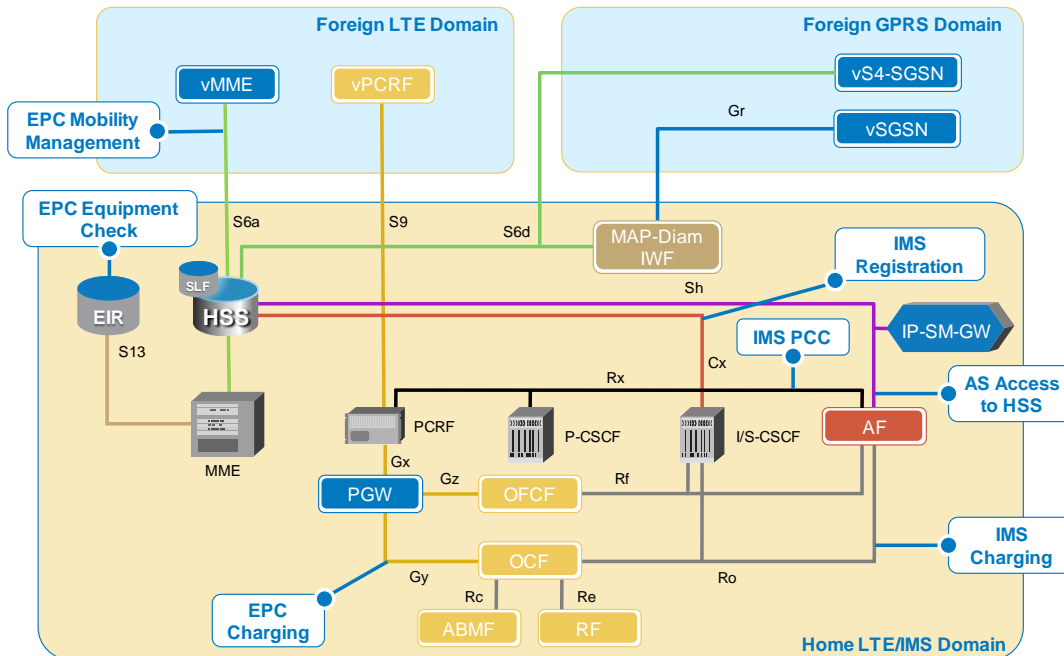 Foreign LTE Domain
Foreign GPRS Domain
vMME
vPCRF
vS4-SGSN
Gr
vSGSN
EPC Mobility
Management
EPC Equipment
Check
S6a
S9
S6d
MAP-Diam
IWF
IMS
Registration
SLF
Sh
EIR
HSS
IP-SM-GW
IMS PCC
S13
Cx
Rx
AS Access
to HSS
PCRF
P-CSCF
I/S-CSCF
AF
MME
Gx
Gz
Rf
PGW
OFCF
IMS
Charging
OCF
Gy
Ro
Rc
Re
EPC
Charging
ABMF
RF
Home LTE/IMS Domain